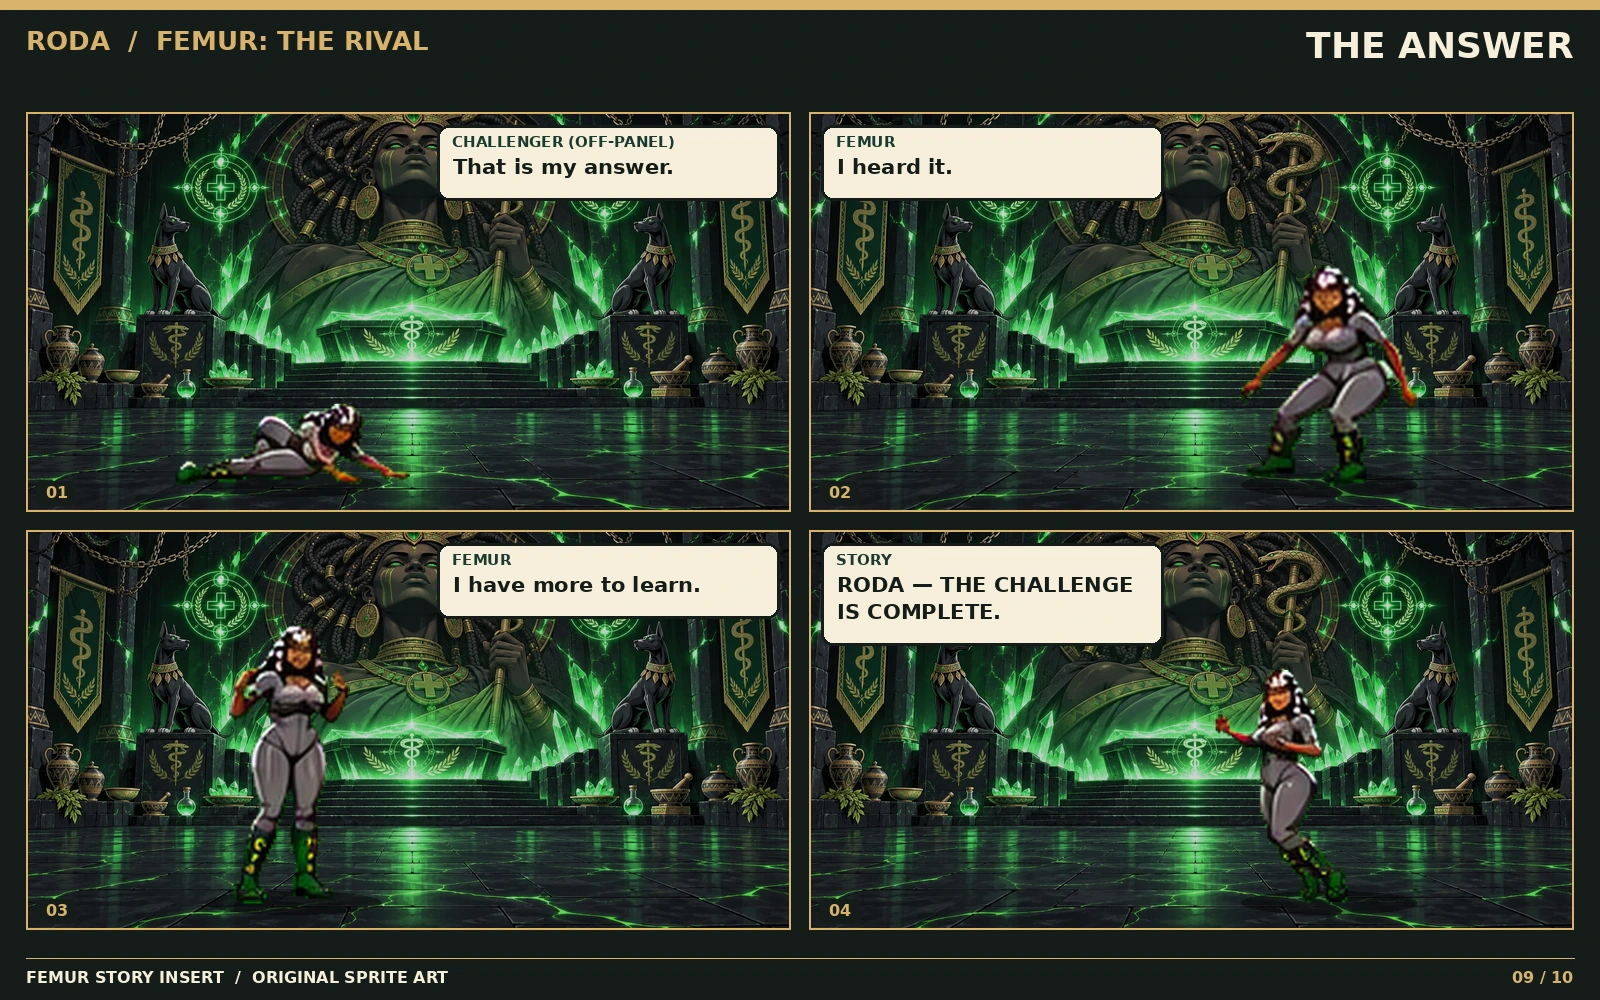 RODA / FEMUR: THE RIVAL
THE ANSWER
CHALLENGER (OFF-PANEL)
That is my answer.
01
FEMUR
I heard it.
02
FEMUR
I have more to learn.
03
STORY
RODA — THE CHALLENGE
IS COMPLETE.
04
FEMUR STORY INSERT / ORIGINAL SPRITE ART
09 / 10